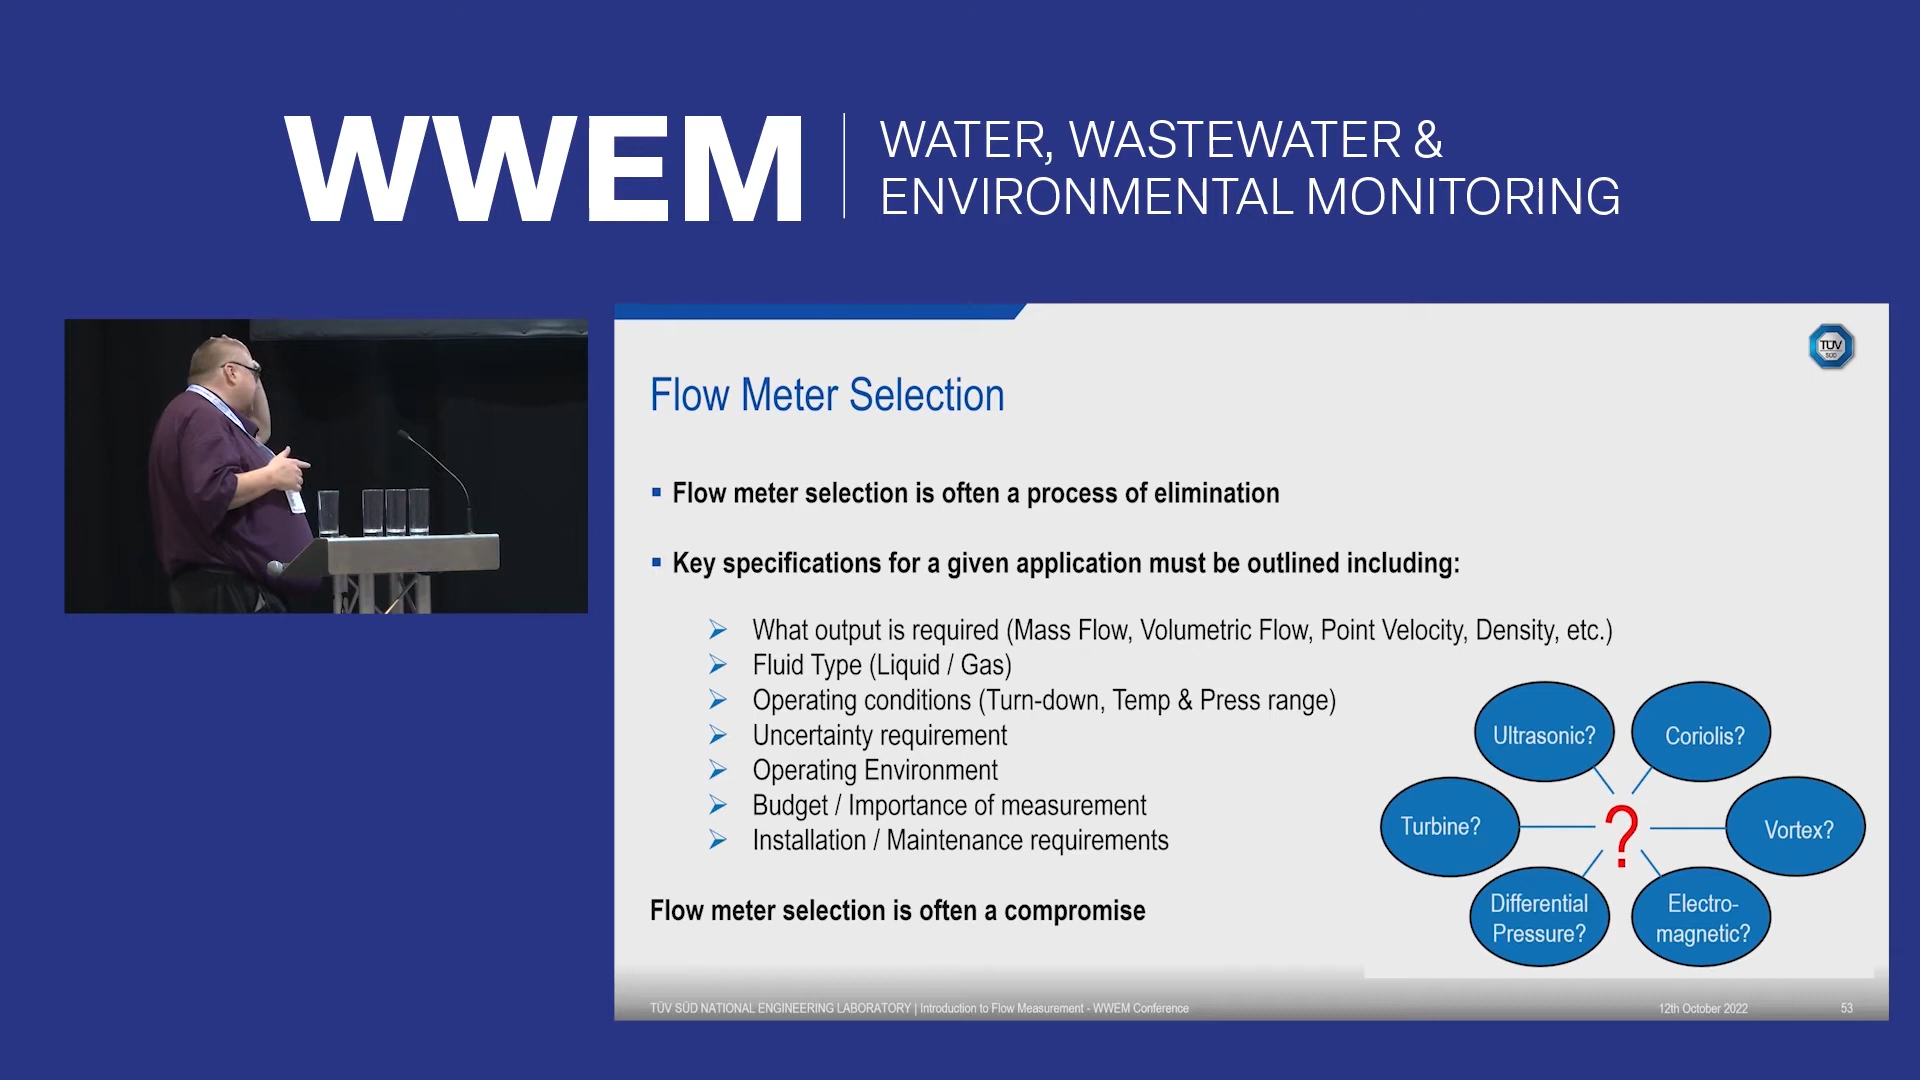 WWEM
WATER, WASTEWATER &
ENVIRONMENTAL MONITORING
TÜV
SÜD
Flow Meter Selection
Flow meter selection is often a process of elimination
Key specifications for a given application must be outlined including:
What output is required (Mass Flow, Volumetric Flow, Point Velocity, Density, etc.)
Fluid Type (Liquid / Gas)
Operating conditions (Turn-down, Temp & Press range)
Uncertainty requirement
Operating Environment
Budget / Importance of measurement
Installation / Maintenance requirements
Flow meter selection is often a compromise
Ultrasonic?
Coriolis?
Turbine?
?
Vortex?
Differential
Pressure?
Electro-
magnetic?
TÜV SÜD NATIONAL ENGINEERING LABORATORY | Introduction to Flow Measurement - WWEM Conference
12th October 2022
53